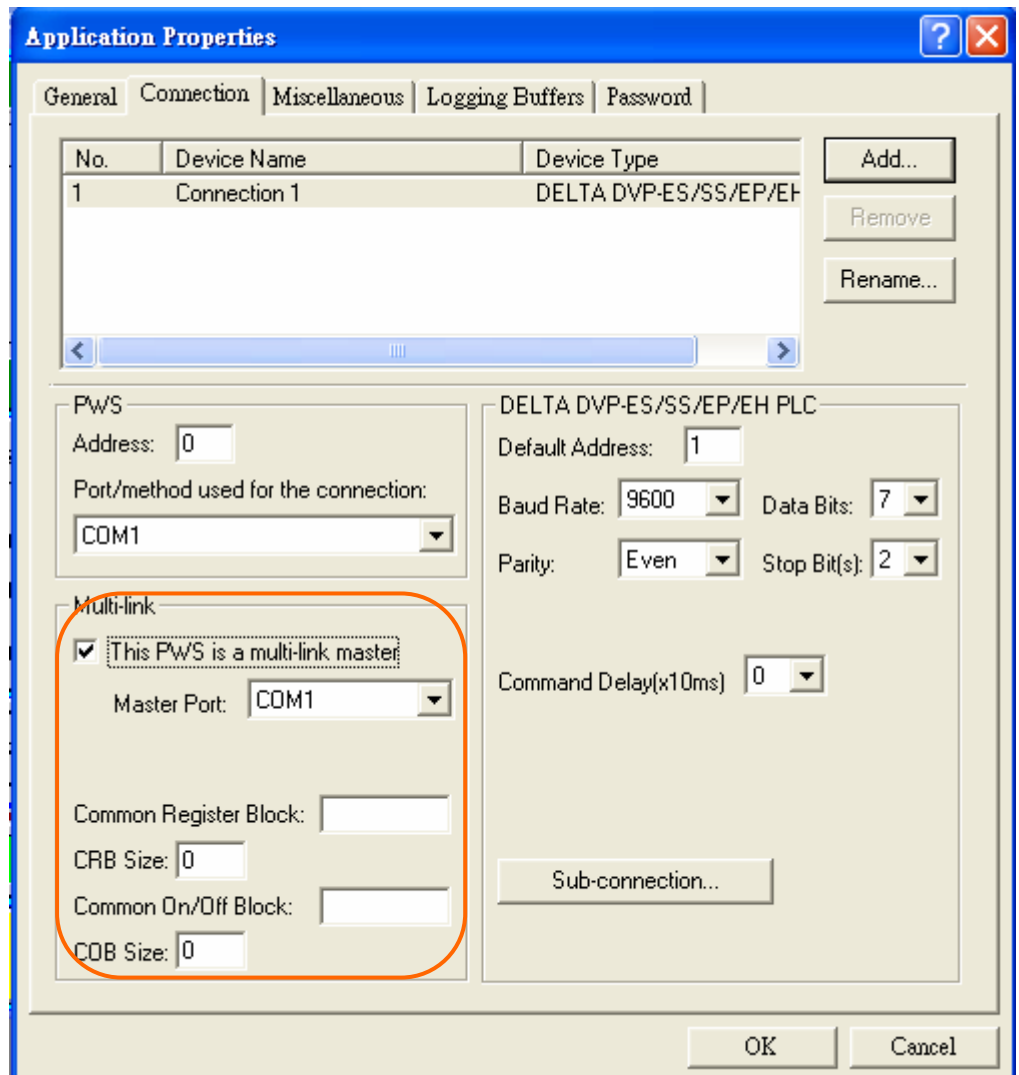 Application Properties
General Connection Miscellaneous Logging Buffers Password
No. Device Name Device Type
1 Connection 1 DELTA DVP-ES/SS/EP/EH
Add...
Remove
Rename...
PWS
Address: 0
Port/method used for the connection:
COM1
Multi-link
This PWS is a multi-link master
Master Port: COM1
Common Register Block:
CRB Size: 0
Common On/Off Block:
COB Size: 0
DELTA DVP-ES/SS/EP/EH PLC
Default Address: 1
Baud Rate: 9600 Data Bits: 7
Parity: Even Stop Bit(s): 2
Command Delay(x10ms) 0
Sub-connection...
OK Cancel